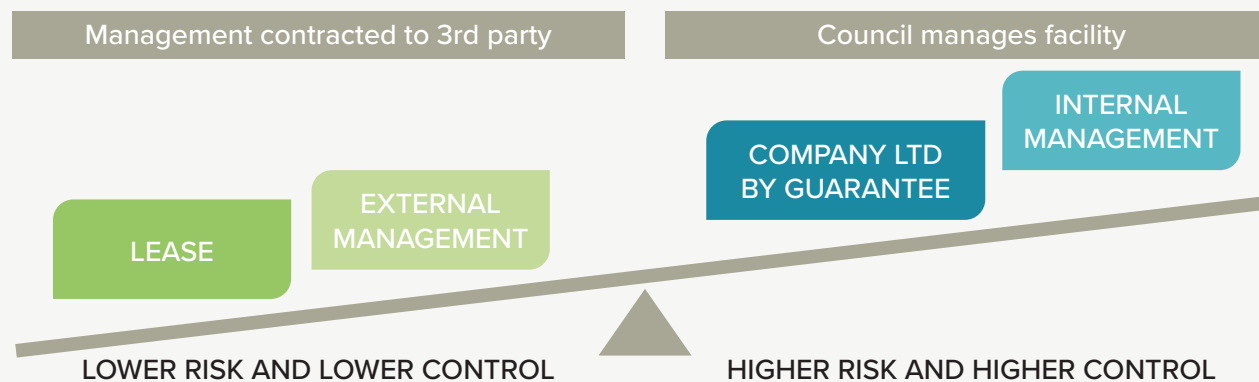 Management contracted to 3rd party
Council manages facility
LEASE
EXTERNAL
MANAGEMENT
COMPANY LTD
BY GUARANTEE
INTERNAL
MANAGEMENT
LOWER RISK AND LOWER CONTROL
HIGHER RISK AND HIGHER CONTROL